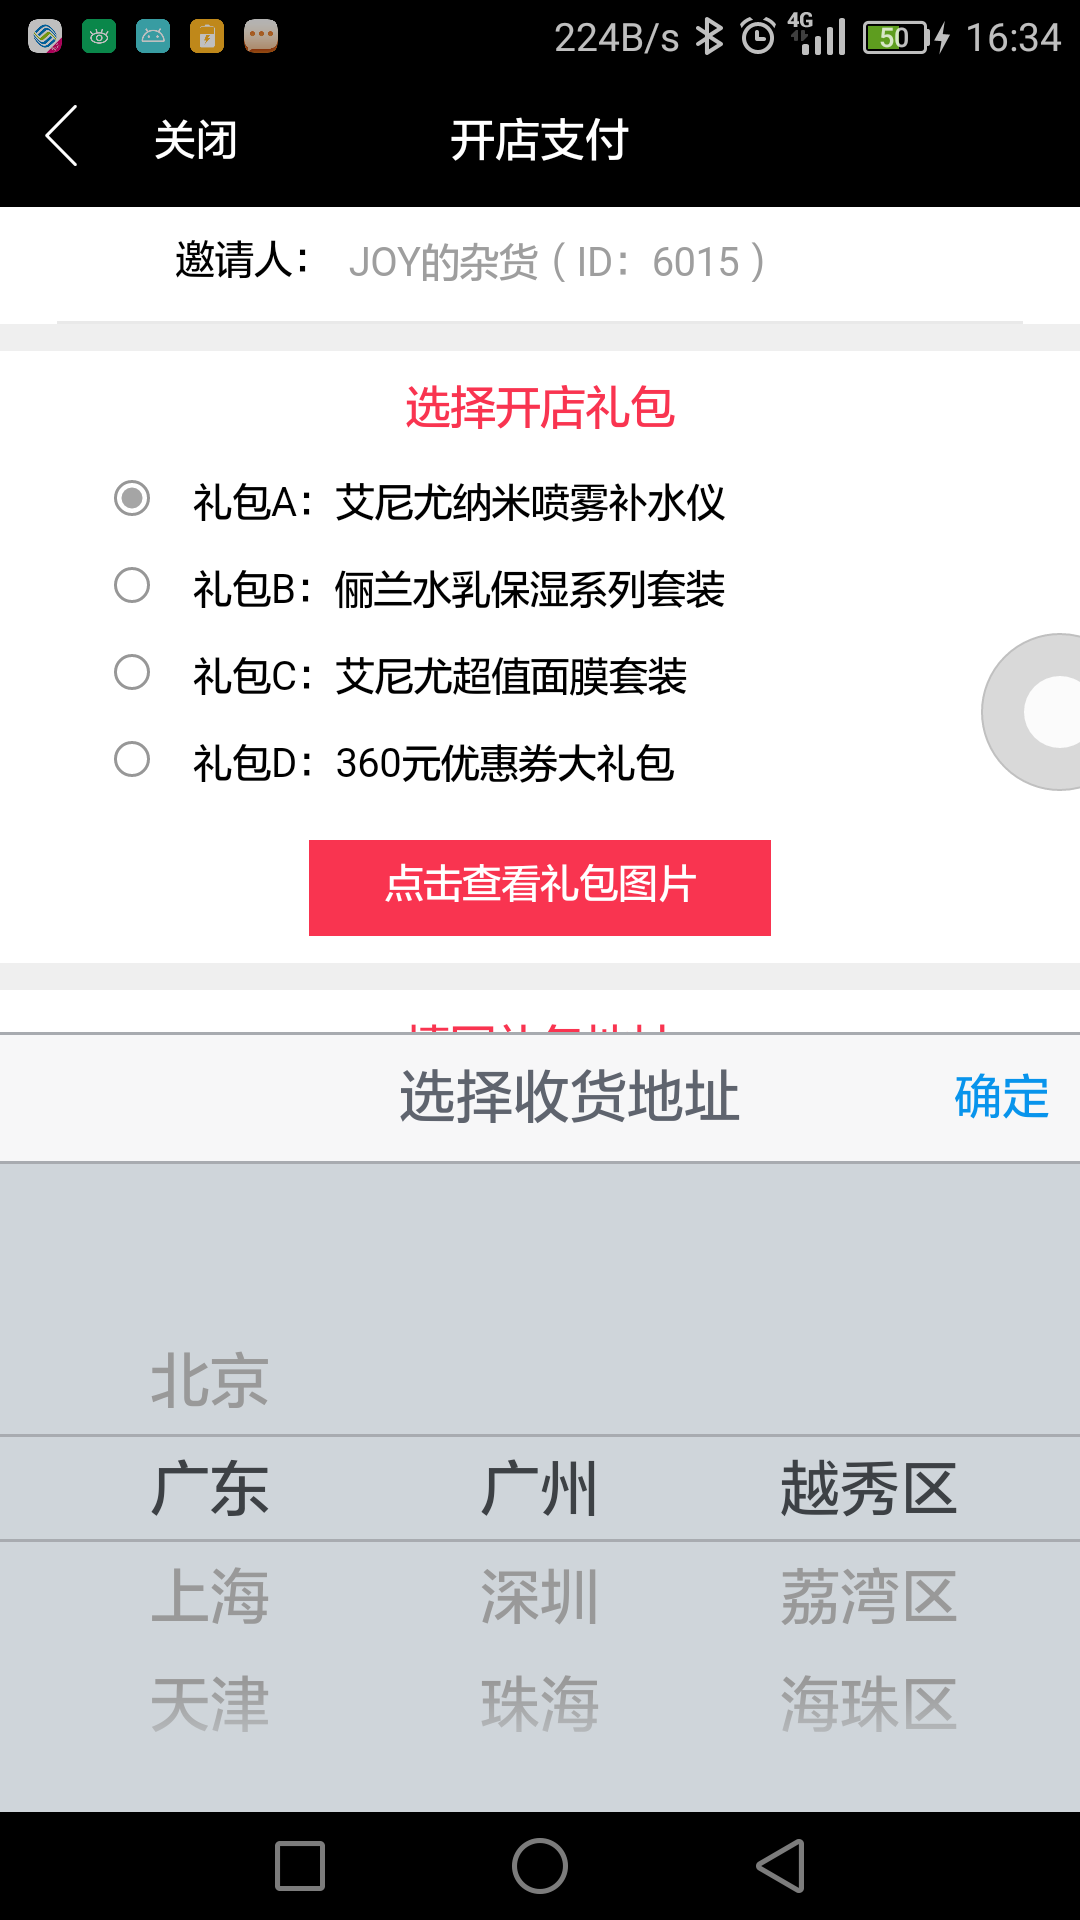 224B/s 4G 50 16:34
关闭 开店支付
邀请人： JOY的杂货（ID：6015）
选择开店礼包
礼包A：艾尼尤纳米喷雾补水仪
礼包B：俪兰水乳保湿系列套装
礼包C：艾尼尤超值面膜套装
礼包D：360元优惠券大礼包
点击查看礼包图片
选择收货地址 确定
北京
广东 广州 越秀区
上海 深圳 荔湾区
天津 珠海 海珠区